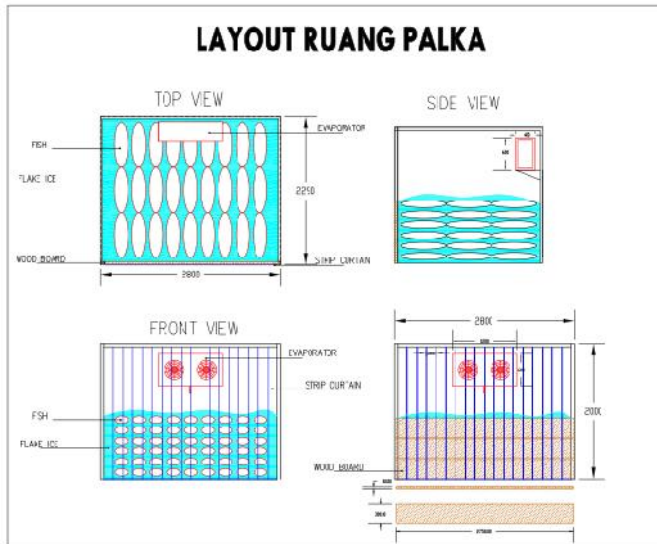 LAYOUT RUANG PALKA
TOP VIEW
SIDE VIEW
EVAPORATOR
FISH
FLAKE ICE
2250
WOOD BOARD
STRIP CURTAIN
2800
FRONT VIEW
2800
EVAPORATOR
STRIP CURTAIN
FISH
FLAKE ICE
2000
WOOD BOARD